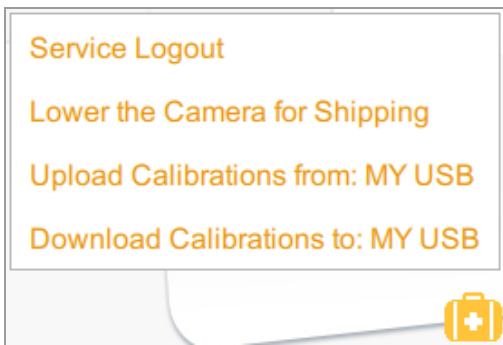 Service Logout
Lower the Camera for Shipping
Upload Calibrations from: MY USB
Download Calibrations to: MY USB